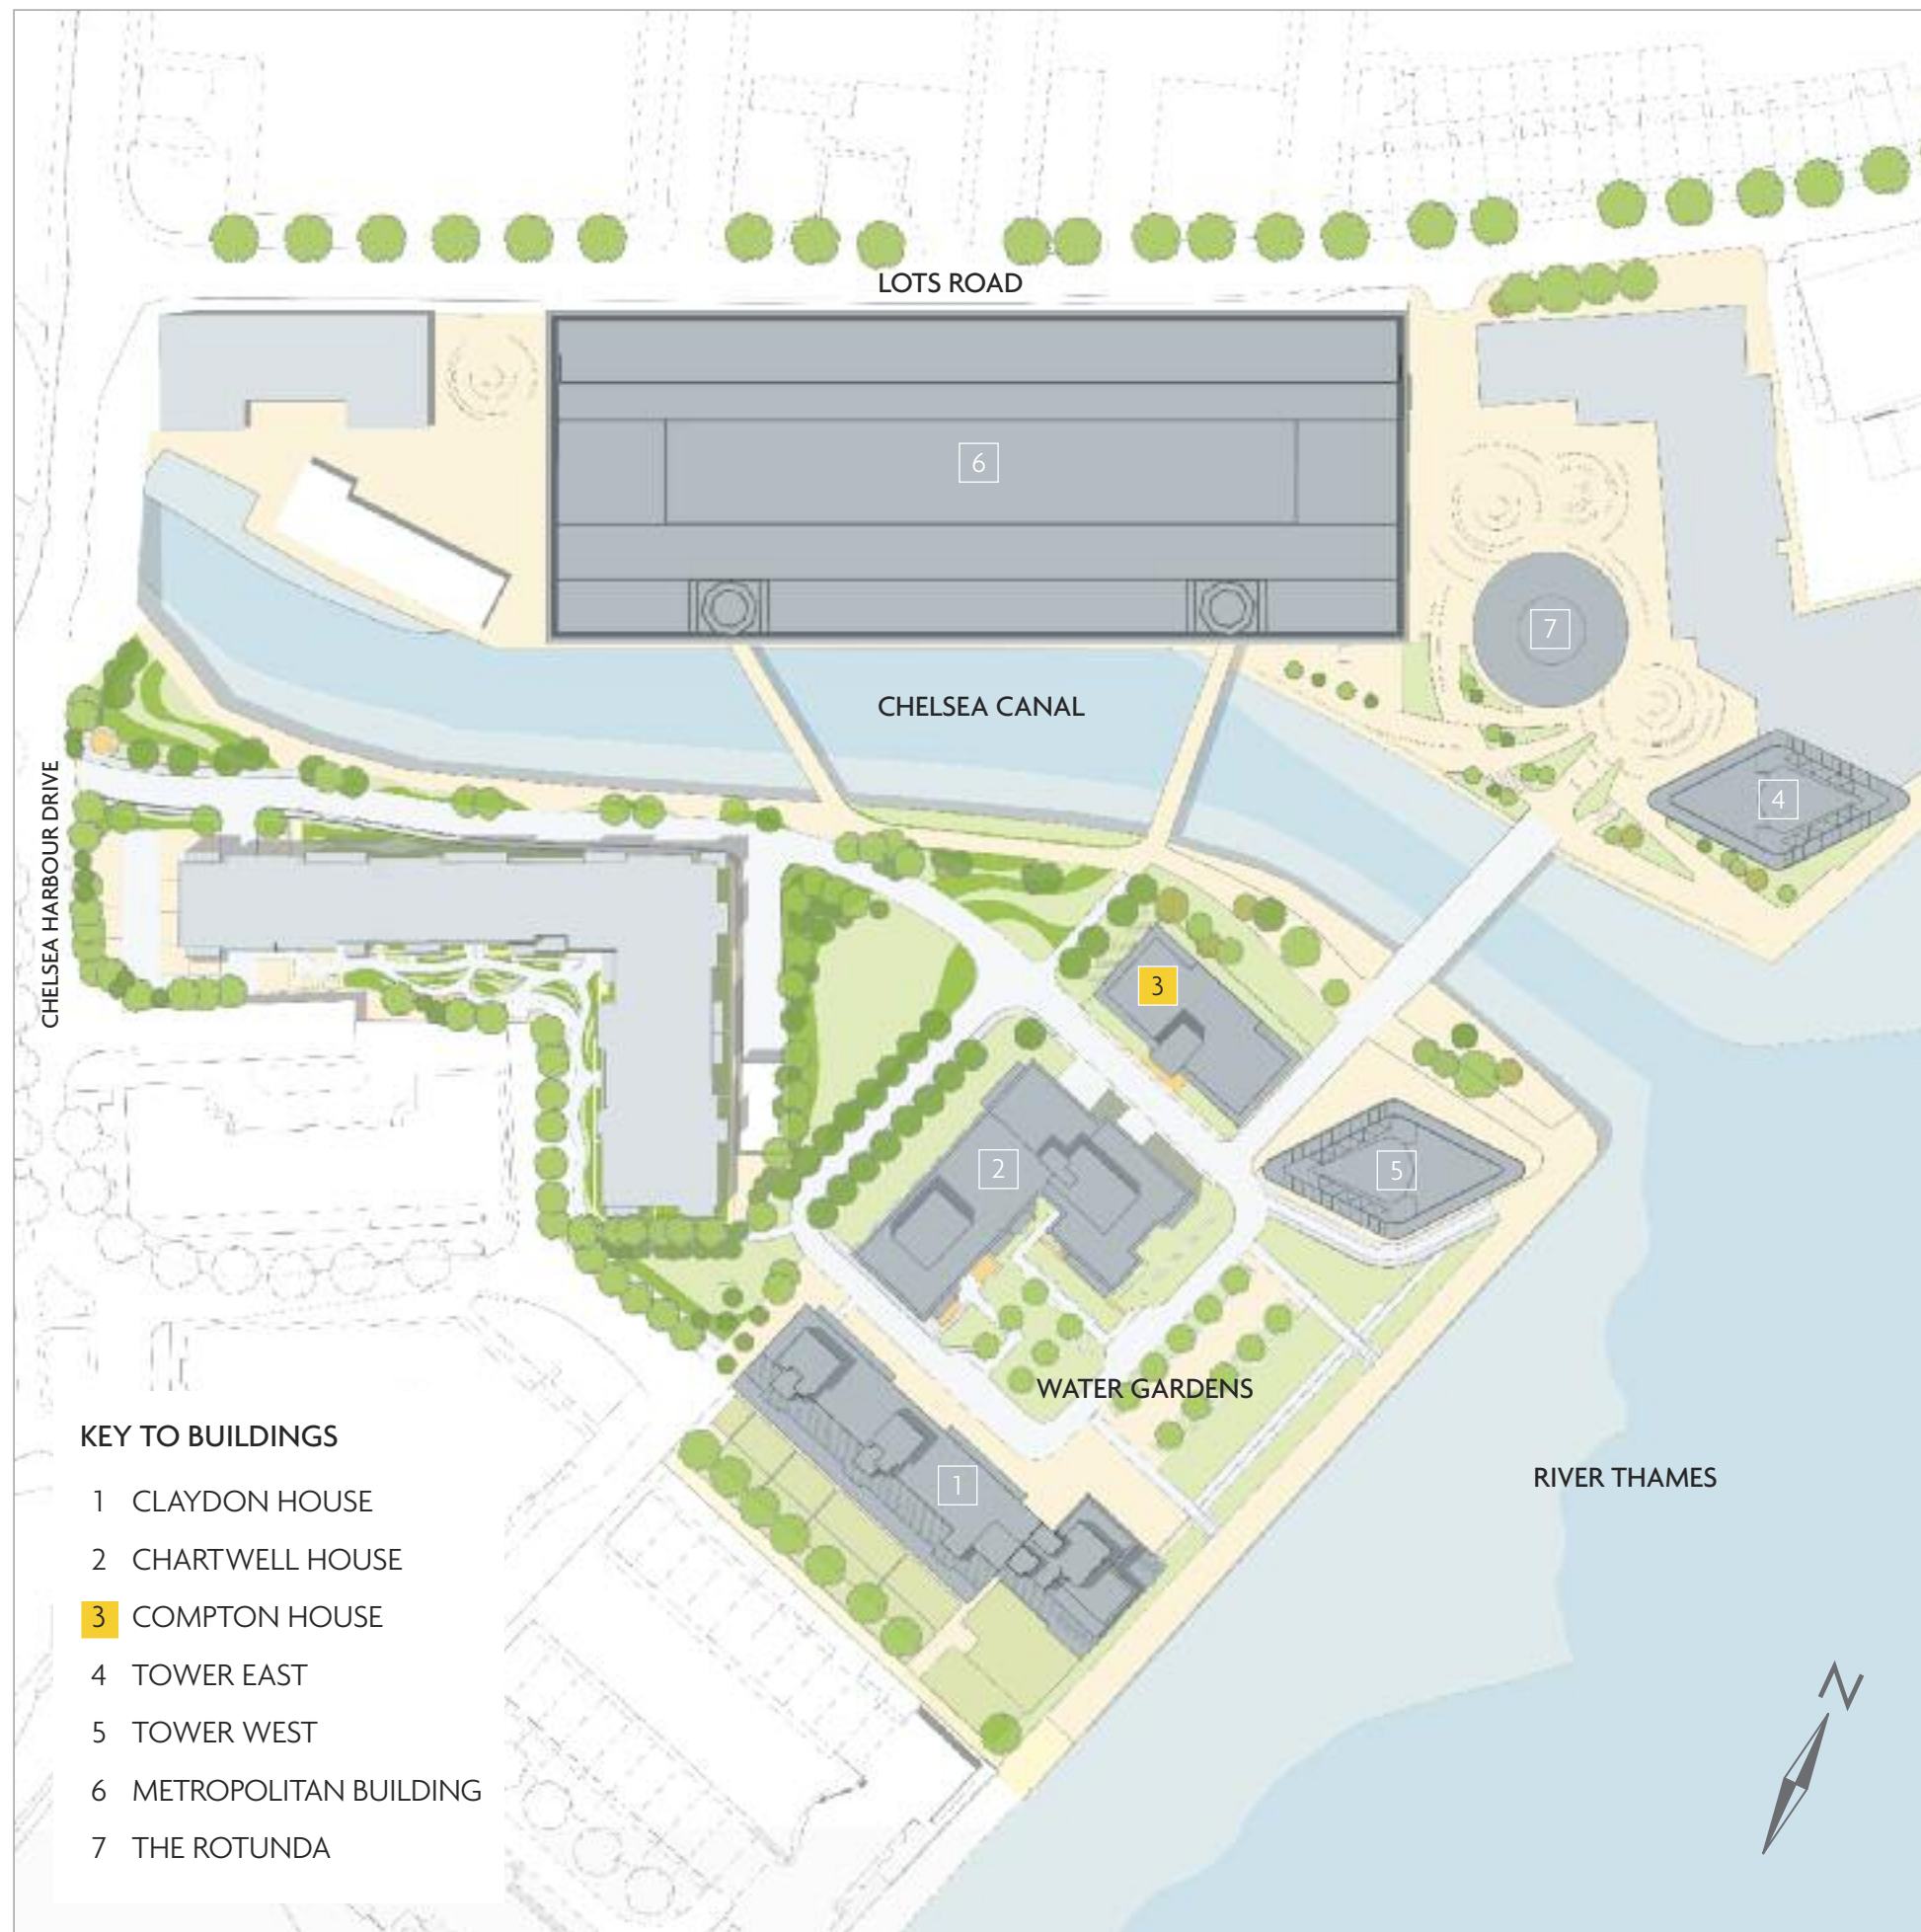 LOTS ROAD
6
7
CHELSEA CANAL
4
CHELSEA HARBOUR DRIVE
3
2
5
WATER GARDENS
1
RIVER THAMES
KEY TO BUILDINGS
1 CLAYDON HOUSE
2 CHARTWELL HOUSE
3 COMPTON HOUSE
4 TOWER EAST
5 TOWER WEST
6 METROPOLITAN BUILDING
7 THE ROTUNDA
N